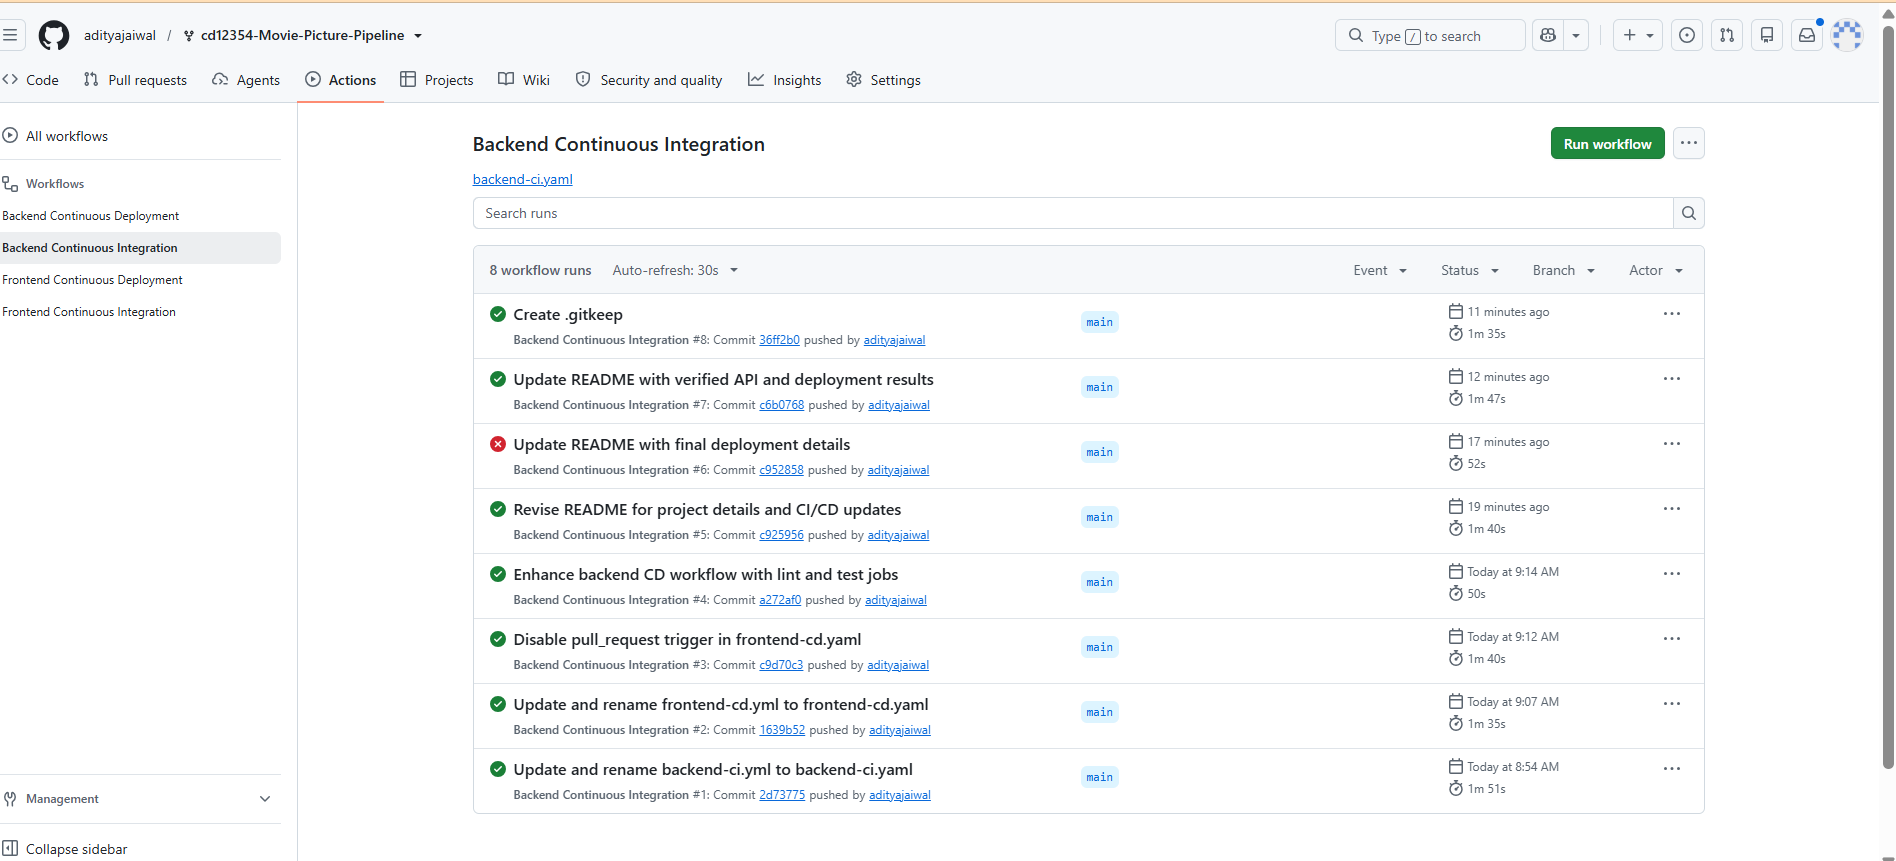 adityajaiwal / cd12354-Movie-Picture-Pipeline
Type / to search
Code
Pull requests
Agents
Actions
Projects
Wiki
Security and quality
Insights
Settings
All workflows
Workflows
Backend Continuous Deployment
Backend Continuous Integration
Frontend Continuous Deployment
Frontend Continuous Integration
Management
Collapse sidebar
Backend Continuous Integration
Run workflow
backend-ci.yaml
Search runs
8 workflow runs
Auto-refresh: 30s
Event
Status
Branch
Actor
Create .gitkeep
Backend Continuous Integration #8: Commit 36ff2b0 pushed by adityajaiwal
main
11 minutes ago
1m 35s
Update README with verified API and deployment results
Backend Continuous Integration #7: Commit c6b0768 pushed by adityajaiwal
main
12 minutes ago
1m 47s
Update README with final deployment details
Backend Continuous Integration #6: Commit c952858 pushed by adityajaiwal
main
17 minutes ago
52s
Revise README for project details and CI/CD updates
Backend Continuous Integration #5: Commit c925956 pushed by adityajaiwal
main
19 minutes ago
1m 40s
Enhance backend CD workflow with lint and test jobs
Backend Continuous Integration #4: Commit a272af0 pushed by adityajaiwal
main
Today at 9:14 AM
50s
Disable pull_request trigger in frontend-cd.yaml
Backend Continuous Integration #3: Commit c9d70c3 pushed by adityajaiwal
main
Today at 9:12 AM
1m 40s
Update and rename frontend-cd.yml to frontend-cd.yaml
Backend Continuous Integration #2: Commit 1639b52 pushed by adityajaiwal
main
Today at 9:07 AM
1m 35s
Update and rename backend-ci.yml to backend-ci.yaml
Backend Continuous Integration #1: Commit 2d73775 pushed by adityajaiwal
main
Today at 8:54 AM
1m 51s